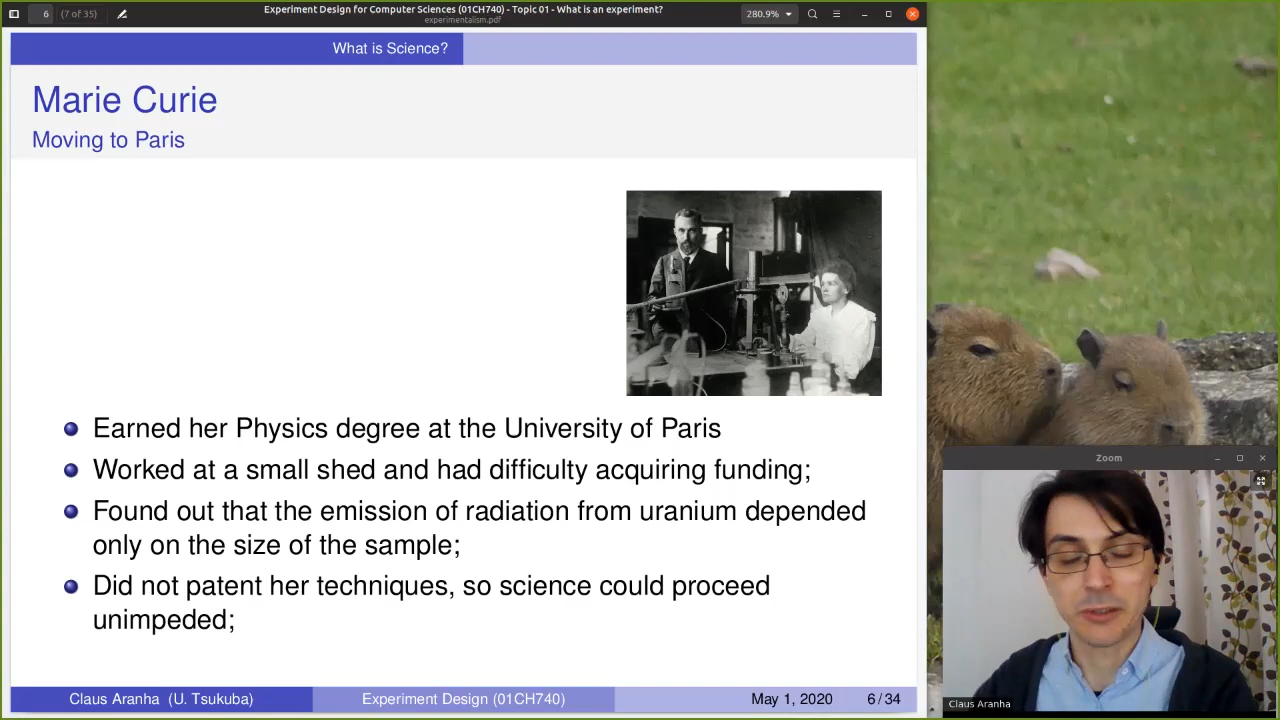 Experiment Design for Computer Sciences (01CH740) - Topic 01 - What is an experiment?
experimentalism.pdf
6 (7 of 35)
280.9%
What is Science?
Marie Curie
Moving to Paris
Earned her Physics degree at the University of Paris
Worked at a small shed and had difficulty acquiring funding;
Found out that the emission of radiation from uranium depended
only on the size of the sample;
Did not patent her techniques, so science could proceed
unimpeded;
Claus Aranha (U. Tsukuba) Experiment Design (01CH740) May 1, 2020 6 / 34
Zoom
Claus Aranha